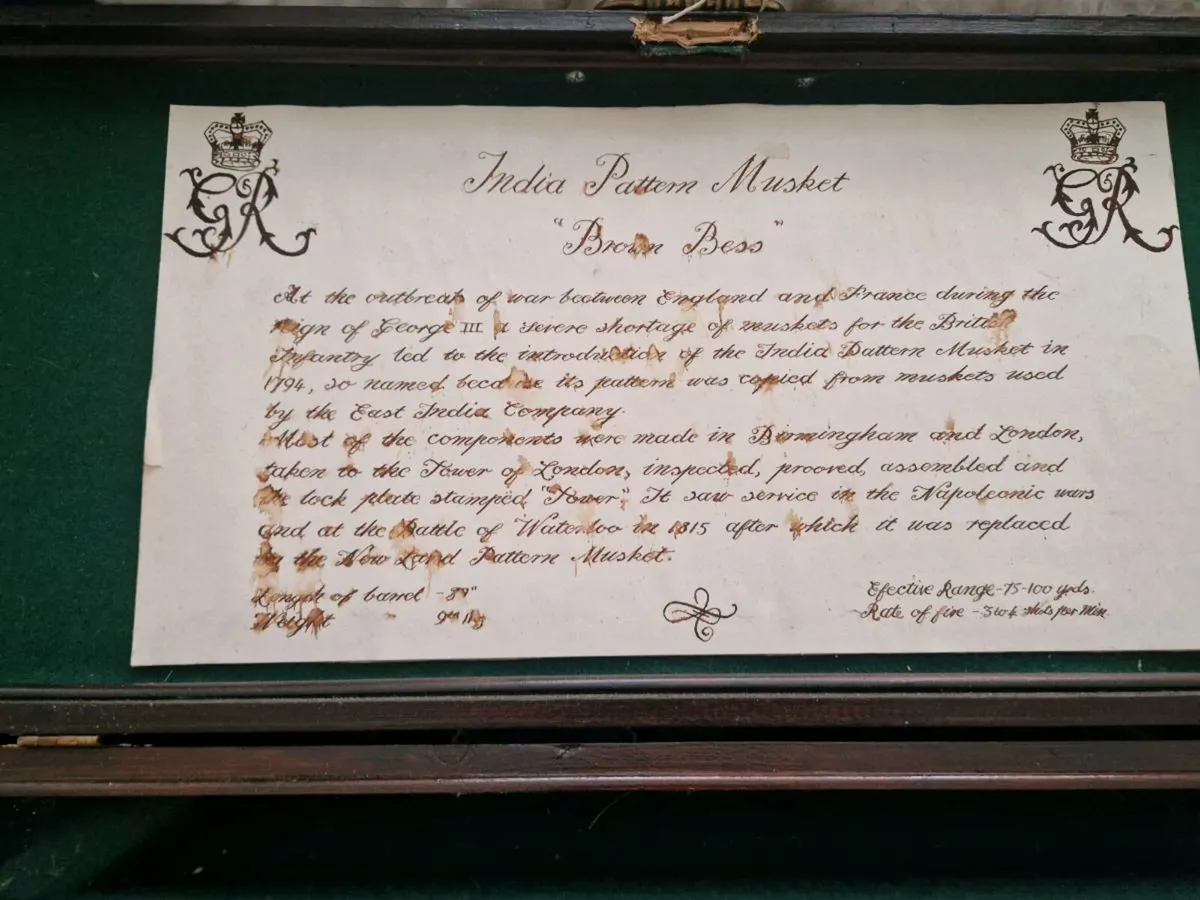 GR
GR
India Pattern Musket
"Brown Bess"
At the outbreak of war between England and France during the
reign of George III a severe shortage of muskets for the British
Infantry led to the introduction of the India Pattern Musket in
1794, so named because its pattern was copied from muskets used
by the East India Company.
Most of the components were made in Birmingham and London,
taken to the Tower of London, inspected, prooved, assembled and
the lock plate stamped "Tower". It saw service in the Napoleonic wars
and at the Battle of Waterloo in 1815 after which it was replaced
by the New Land Pattern Musket.
Length of barrel -
Weight "
Efective Range - 75-100 yrds.
Rate of fire - 3 to 4 shots per min